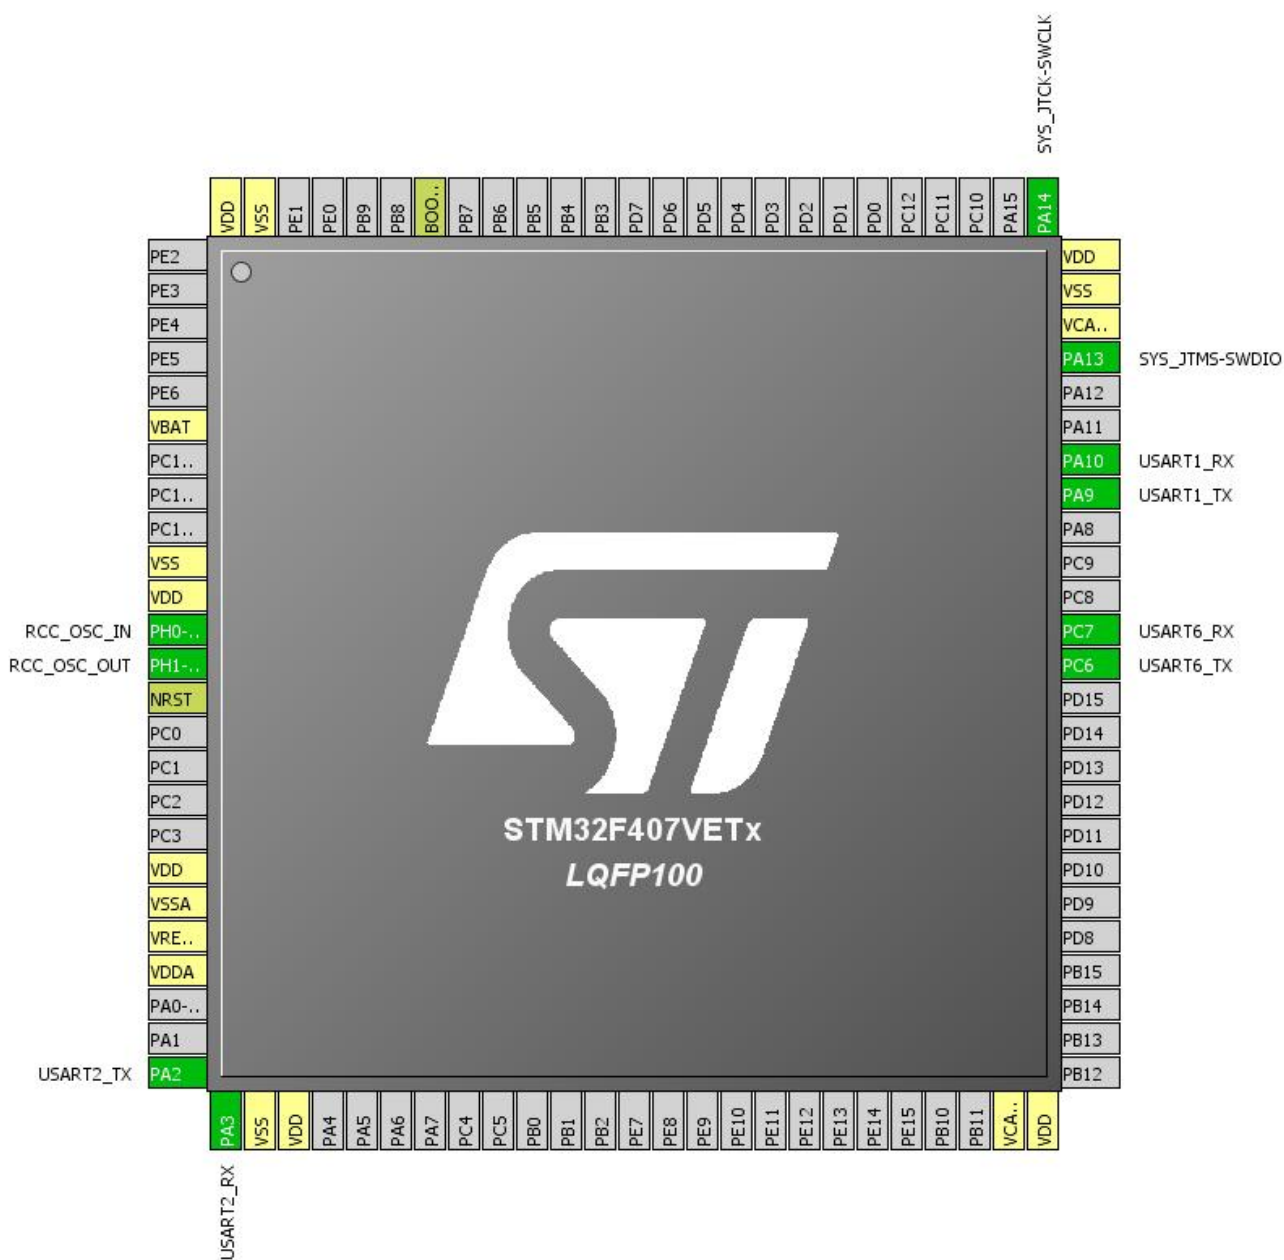 SYS_JTCK-SWCLK
VDD
VSS
PE1
PE0
PB9
PB8
BOO..
PB7
PB6
PB5
PB4
PB3
PD7
PD6
PD5
PD4
PD3
PD2
PD1
PD0
PC12
PC11
PC10
PA15
PA14
PE2
PE3
PE4
PE5
PE6
VBAT
PC1..
PC1..
PC1..
VSS
VDD
RCC_OSC_IN PH0-..
RCC_OSC_OUT PH1-..
NRST
PC0
PC1
PC2
PC3
VDD
VSSA
VRE..
VDDA
PA0-..
PA1
USART2_TX PA2
ST
STM32F407VETx
LQFP100
VDD
VSS
VCA..
PA13 SYS_JTMS-SWDIO
PA12
PA11
PA10 USART1_RX
PA9 USART1_TX
PA8
PC9
PC8
PC7 USART6_RX
PC6 USART6_TX
PD15
PD14
PD13
PD12
PD11
PD10
PD9
PD8
PB15
PB14
PB13
PB12
PA3
VSS
VDD
PA4
PA5
PA6
PA7
PC4
PC5
PB0
PB1
PB2
PE7
PE8
PE9
PE10
PE11
PE12
PE13
PE14
PE15
PB10
PB11
VCA..
VDD
USART2_RX